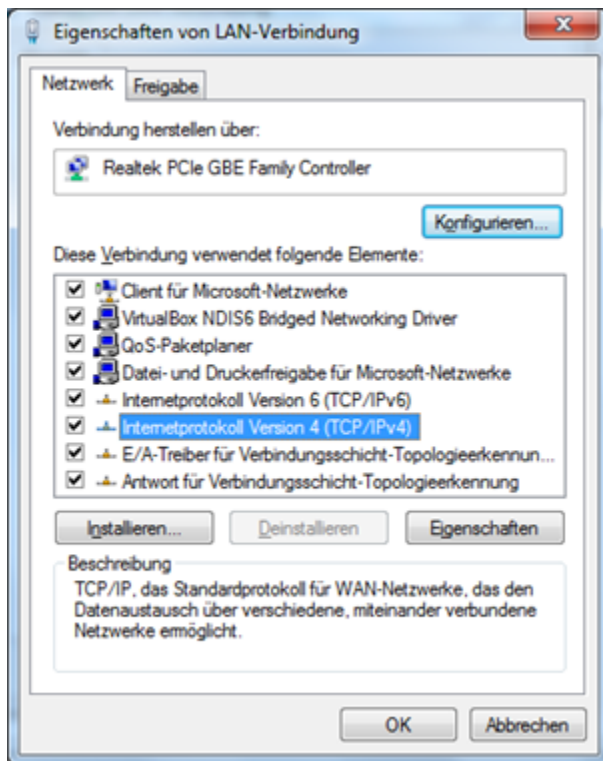 Eigenschaften von LAN-Verbindung
Netzwerk
Freigabe
Verbindung herstellen über:
Realtek PCIe GBE Family Controller
Konfigurieren...
Diese Verbindung verwendet folgende Elemente:
Client für Microsoft-Netzwerke
VirtualBox NDIS6 Bridged Networking Driver
QoS-Paketplaner
Datei- und Druckerfreigabe für Microsoft-Netzwerke
Internetprotokoll Version 6 (TCP/IPv6)
Internetprotokoll Version 4 (TCP/IPv4)
E/A-Treiber für Verbindungsschicht-Topologieerkennun...
Antwort für Verbindungsschicht-Topologieerkennung
Installieren...
Deinstallieren
Eigenschaften
Beschreibung
TCP/IP, das Standardprotokoll für WAN-Netzwerke, das den
Datenaustausch über verschiedene, miteinander verbundene
Netzwerke ermöglicht.
OK
Abbrechen